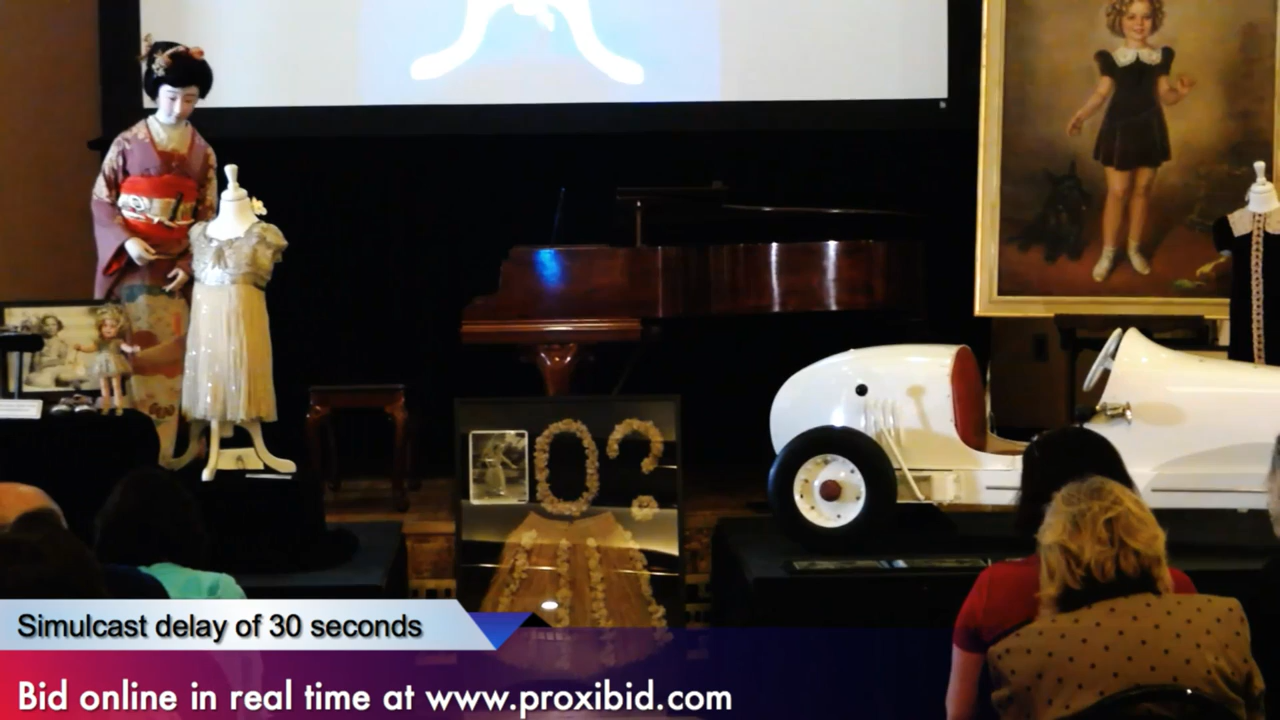 Simulcast delay of 30 seconds
Bid online in real time at www.proxibid.com